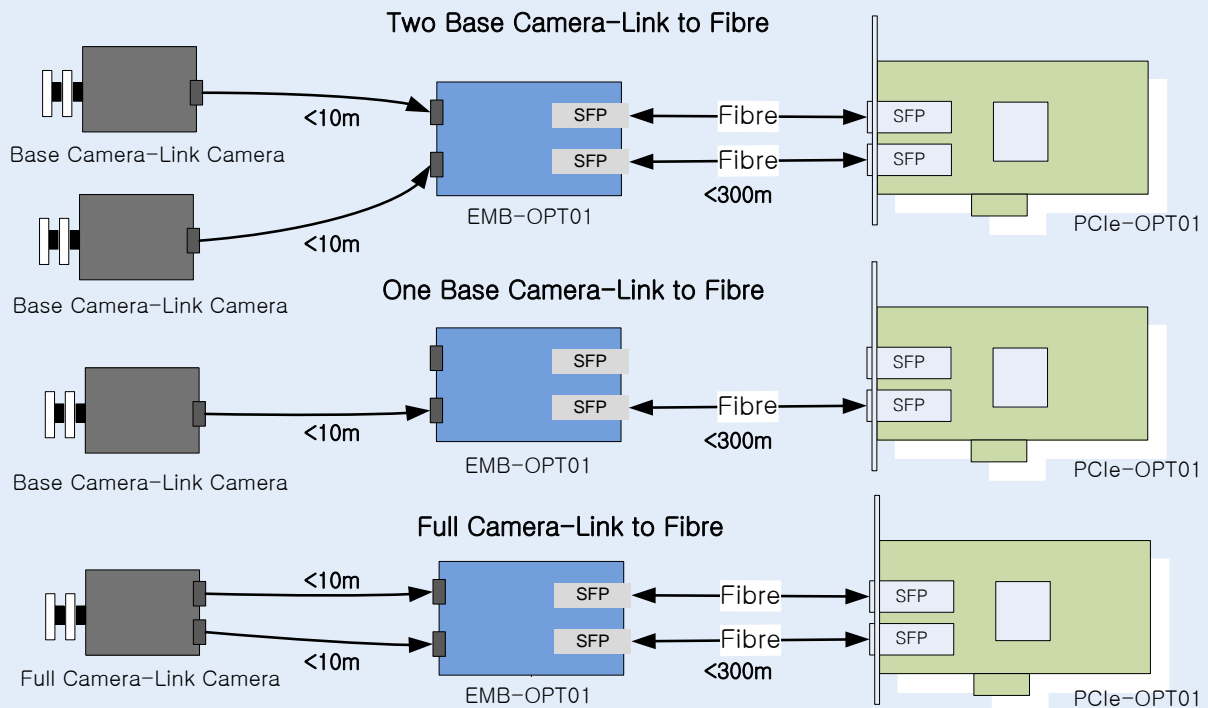 Two Base Camera-Link to Fibre
<10m
SFP
Fibre
SFP
Base Camera-Link Camera
SFP
Fibre
SFP
<300m
EMB-OPT01
PCIe-OPT01
<10m
Base Camera-Link Camera
One Base Camera-Link to Fibre
SFP
SFP
<10m
SFP
Fibre
SFP
<300m
EMB-OPT01
PCIe-OPT01
Base Camera-Link Camera
Full Camera-Link to Fibre
<10m
SFP
Fibre
SFP
SFP
Fibre
SFP
<10m
<300m
Full Camera-Link Camera
EMB-OPT01
PCIe-OPT01